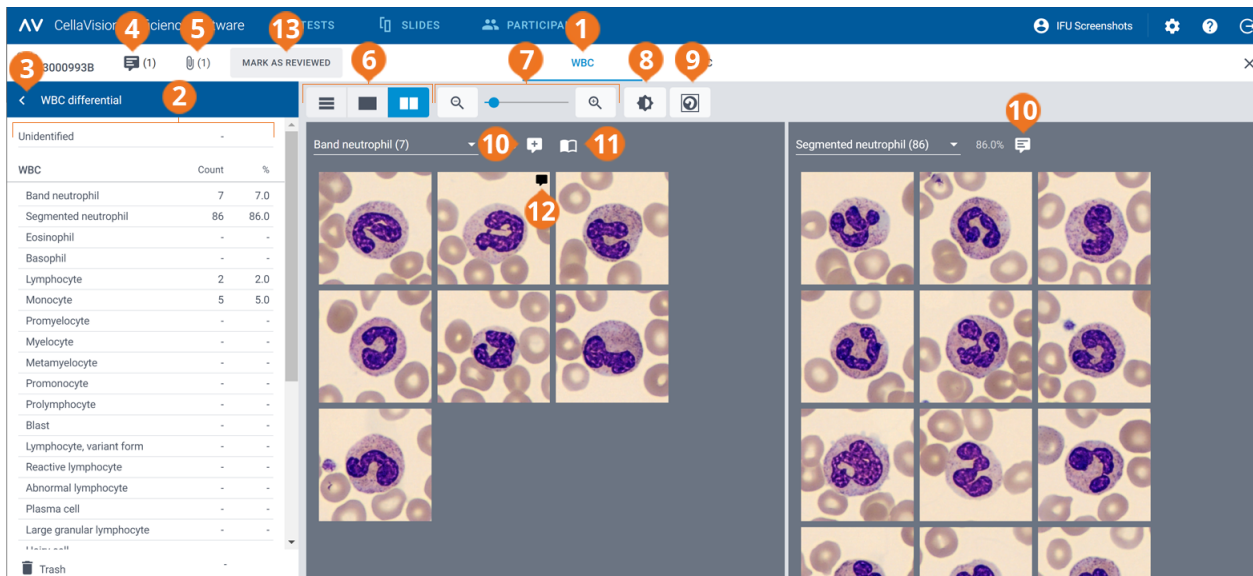 CellaVision
iciency
tware
TESTS
SLIDES
PARTICIPA
IFU Screenshots
13
1
4
5
3000993B
(1)
(1)
MARK AS REVIEWED
WBC
C
3
6
7
8
9
WBC differential
2
10
Unidentified -
Band neutrophil (7)
10
11
Segmented neutrophil (86)
86.0%
WBC Count %
12
Band neutrophil 7 7.0
Segmented neutrophil 86 86.0
Eosinophil - -
Basophil - -
Lymphocyte 2 2.0
Monocyte 5 5.0
Promyelocyte - -
Myelocyte - -
Metamyelocyte - -
Promonocyte - -
Prolymphocyte - -
Blast - -
Lymphocyte, variant form - -
Reactive lymphocyte - -
Abnormal lymphocyte - -
Plasma cell - -
Large granular lymphocyte - -
Trash -